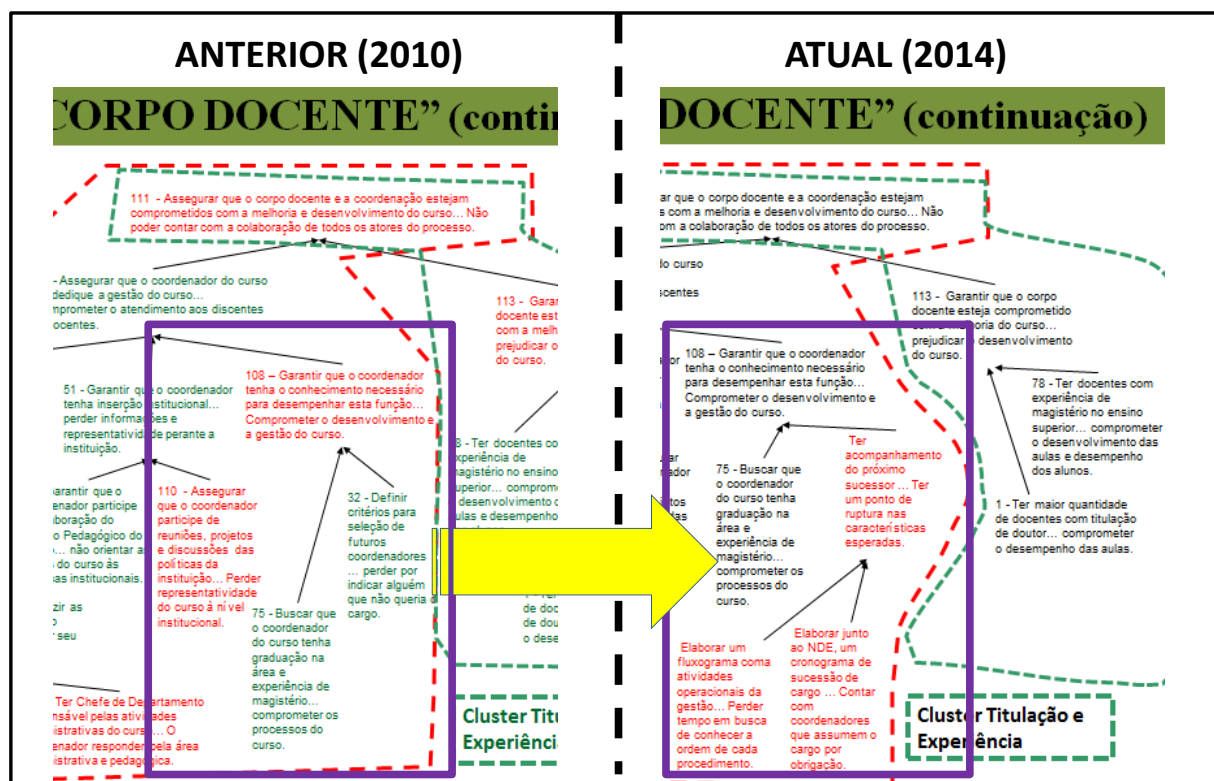 ANTERIOR (2010)
CORPO DOCENTE” (contin
111 - Assegurar que o corpo docente e a coordenação estejam
comprometidos com a melhoria e desenvolvimento do curso... Não
poder contar com a colaboração de todos os atores do processo.
- Assegurar que o coordenador do curso
dedique a gestão do curso…
mprometer o atendimento aos discentes
ocentes.
113 - Garan
docente est
com a melh
prejudicar o
do curso.
51 - Garantir que o coordenador
tenha inserção institucional…
perder informações e
representatividade perante a
instituição.
108 – Garantir que o coordenador
tenha o conhecimento necessário
para desempenhar esta função…
Comprometer o desenvolvimento e
a gestão do curso.
8 - Ter docentes co
experiência de
magistério no ensino
superior… comprom
o desenvolvimento d
aulas e desempenho
arantir que o
enador participe
boração do
o Pedagógico do
o… não orientar as
s do curso às
sas institucionais.
110 - Assegurar
que o coordenador
participe de
reuniões, projetos
e discussões das
políticas da
instituição… Perder
representatividade
do curso à nível
institucional.
32 - Definir
critérios para
seleção de
futuros
coordenadores
… perder por
indicar alguém
que não queria o
cargo.
75 - Buscar que
o coordenador
do curso tenha
graduação na
área e
experiência de
magistério…
comprometer os
processos do
curso.
zir as
o
r seu
de doc
de dou
o dese
Ter Chefe de Departamento
nsável pelas atividades
nistrativas do curso… O
enador responder pela área
nistrativa e pedagógica.
Cluster Titu
Experiência
ATUAL (2014)
DOCENTE” (continuação)
ar que o corpo docente e a coordenação estejam
s com a melhoria e desenvolvimento do curso... Não
om a colaboração de todos os atores do processo.
do curso
scentes
113 - Garantir que o corpo
docente esteja comprometido
com a melhoria do curso…
prejudicar o desenvolvimento
do curso.
108 – Garantir que o coordenador
tenha o conhecimento necessário
para desempenhar esta função…
Comprometer o desenvolvimento e
a gestão do curso.
78 - Ter docentes com
experiência de
magistério no ensino
superior… comprometer
o desenvolvimento das
aulas e desempenho
dos alunos.
75 - Buscar que
o coordenador
do curso tenha
graduação na
área e
experiência de
magistério…
comprometer os
processos do
curso.
Ter
acompanhamento
do próximo
sucessor ... Ter
um ponto de
ruptura nas
características
esperadas.
1 - Ter maior quantidade
de docentes com titulação
de doutor… comprometer
o desempenho das aulas.
Elaborar um
fluxograma coma
atividades
operacionais da
gestão... Perder
tempo em busca
de conhecer a
ordem de cada
procedimento.
Elaborar junto
ao NDE, um
cronograma de
sucessão de
cargo ... Contar
com
coordenadores
que assumem o
cargo por
obrigação.
Cluster Titulação e
Experiência